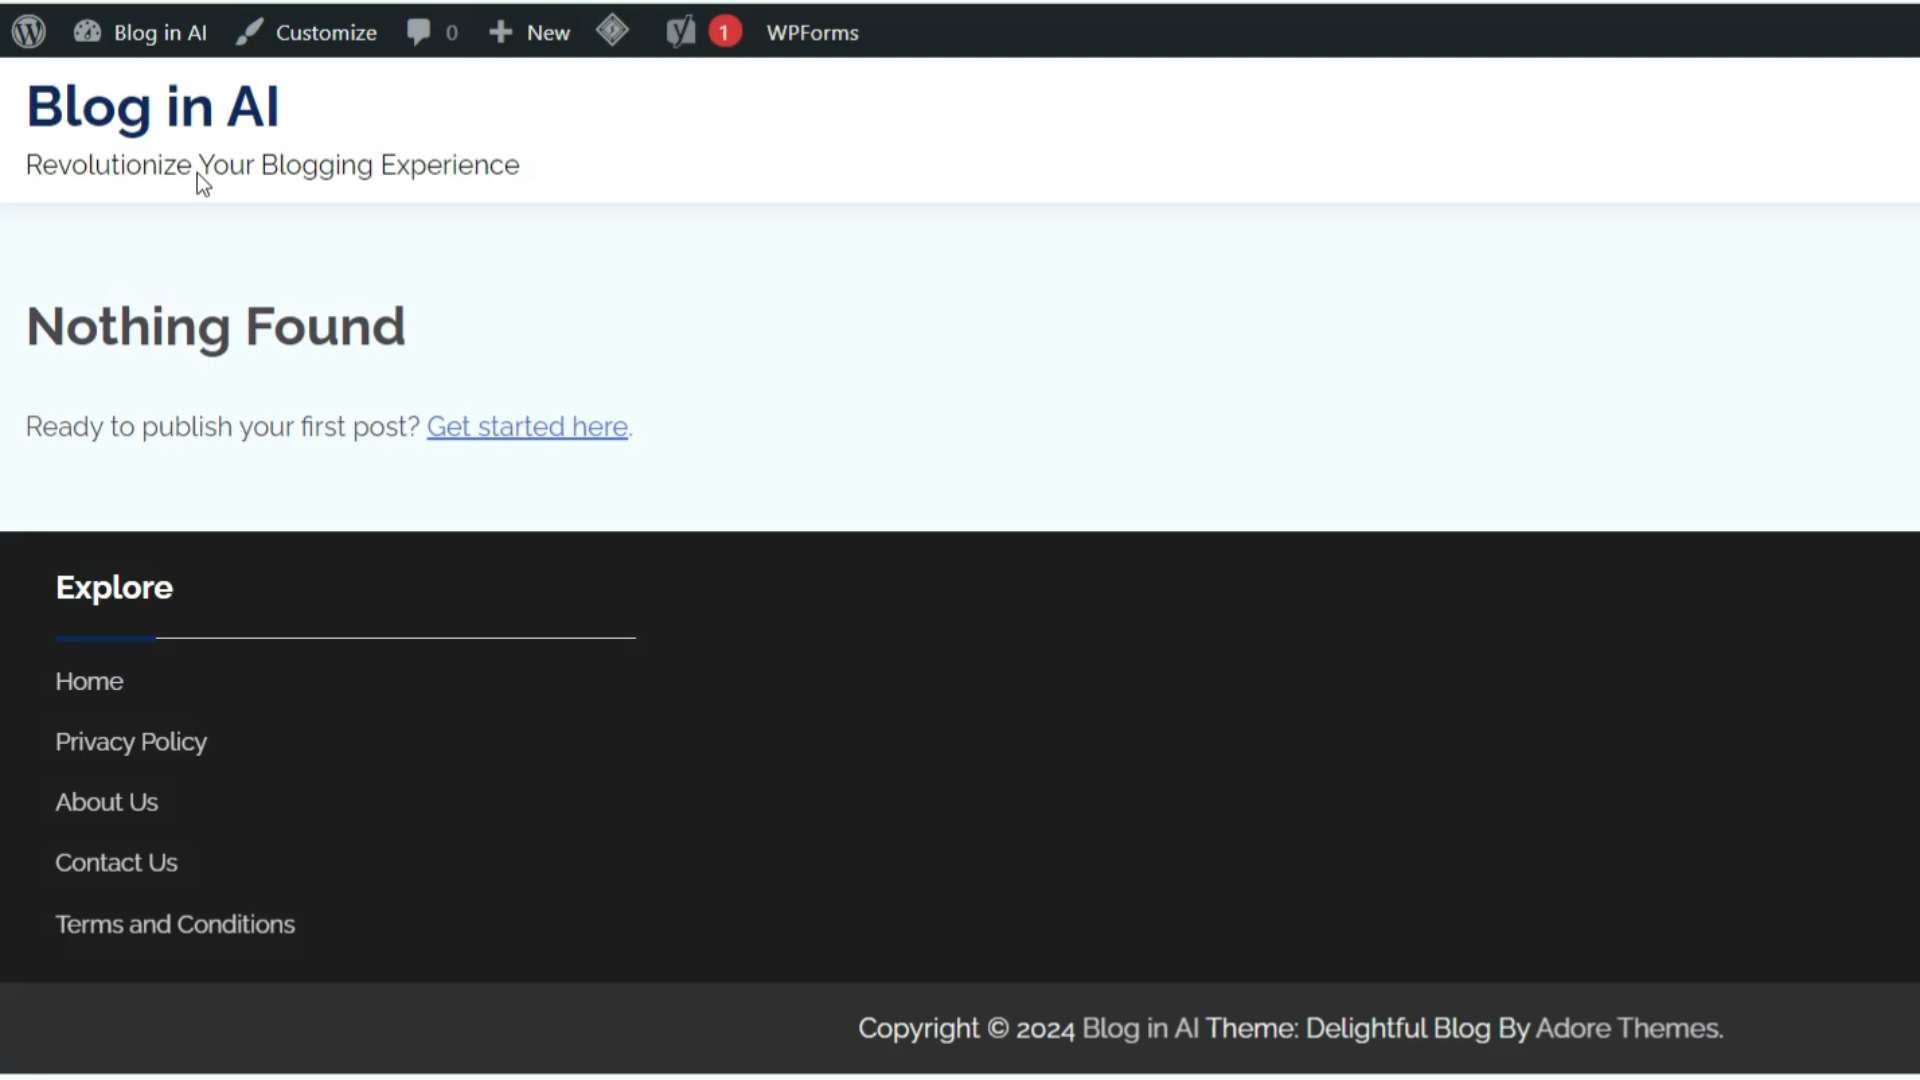 Blog in AI Customize 0 New 1 WPForms
Blog in AI
Revolutionize Your Blogging Experience
Nothing Found
Ready to publish your first post? Get started here.
Explore
Home
Privacy Policy
About Us
Contact Us
Terms and Conditions
Copyright © 2024 Blog in AI Theme: Delightful Blog By Adore Themes.